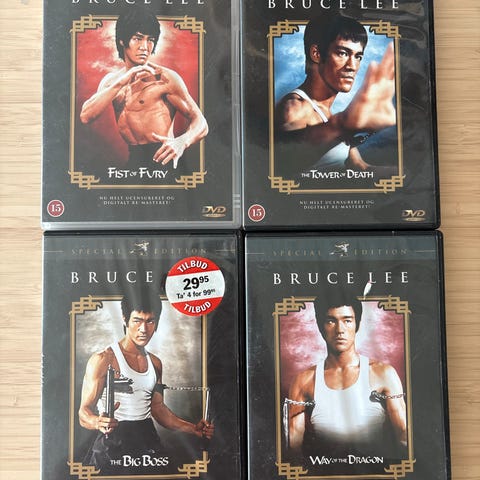 BRUCE LEE
FIST OF FURY
NU HELT UCENSURERET OG
DIGITALT RE-MASTERET!
15
DVD
BRUCE LEE
THE TOWER OF DEATH
NU HELT UCENSURERET OG
DIGITALT RE-MASTERET!
15
DVD
SPECIAL EDITION
BRUCE
TILBUD
29.95
Ta' 4 for 99
TILBUD
THE BIG BOSS
SPECIAL EDITION
BRUCE LEE
WAY OF THE DRAGON